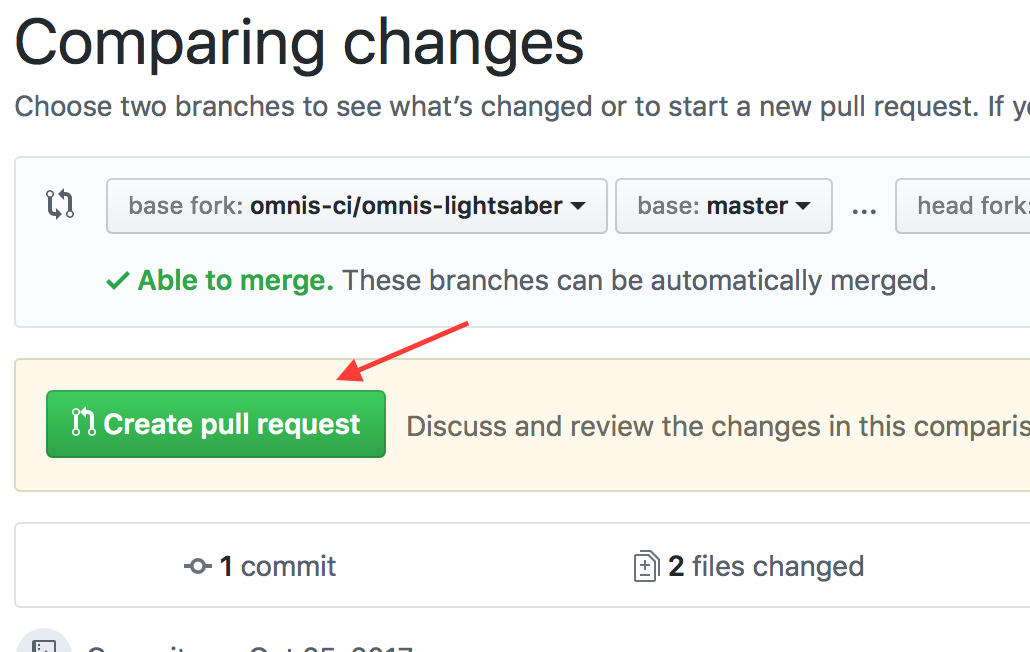 Comparing changes
Choose two branches to see what’s changed or to start a new pull request. If
base fork: omnis-ci/omnis-lightsaber base: master ... head fork:
Able to merge. These branches can be automatically merged.
Create pull request Discuss and review the changes in this
1 commit 2 files changed